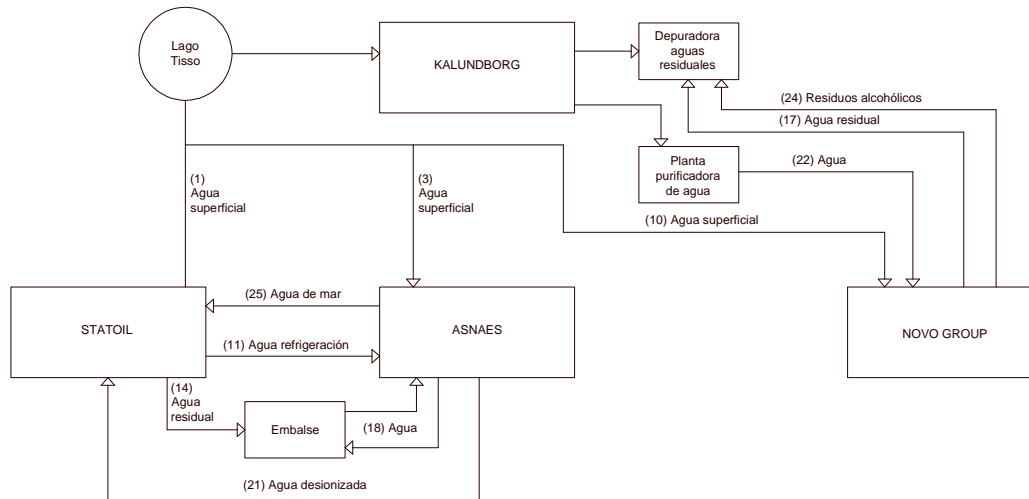 Lago
Tisso
KALUNDBORG
Depuradora
aguas
residuales
(24) Residuos alcohólicos
(17) Agua residual
Planta
purificadora
de agua
(22) Agua
(1)
Agua
superficial
(3)
Agua
superficial
(10) Agua superficial
STATOIL
(25) Agua de mar
ASNAES
NOVO GROUP
(11) Agua refrigeración
(14)
Agua
residual
Embalse
(18) Agua
(21) Agua desionizada